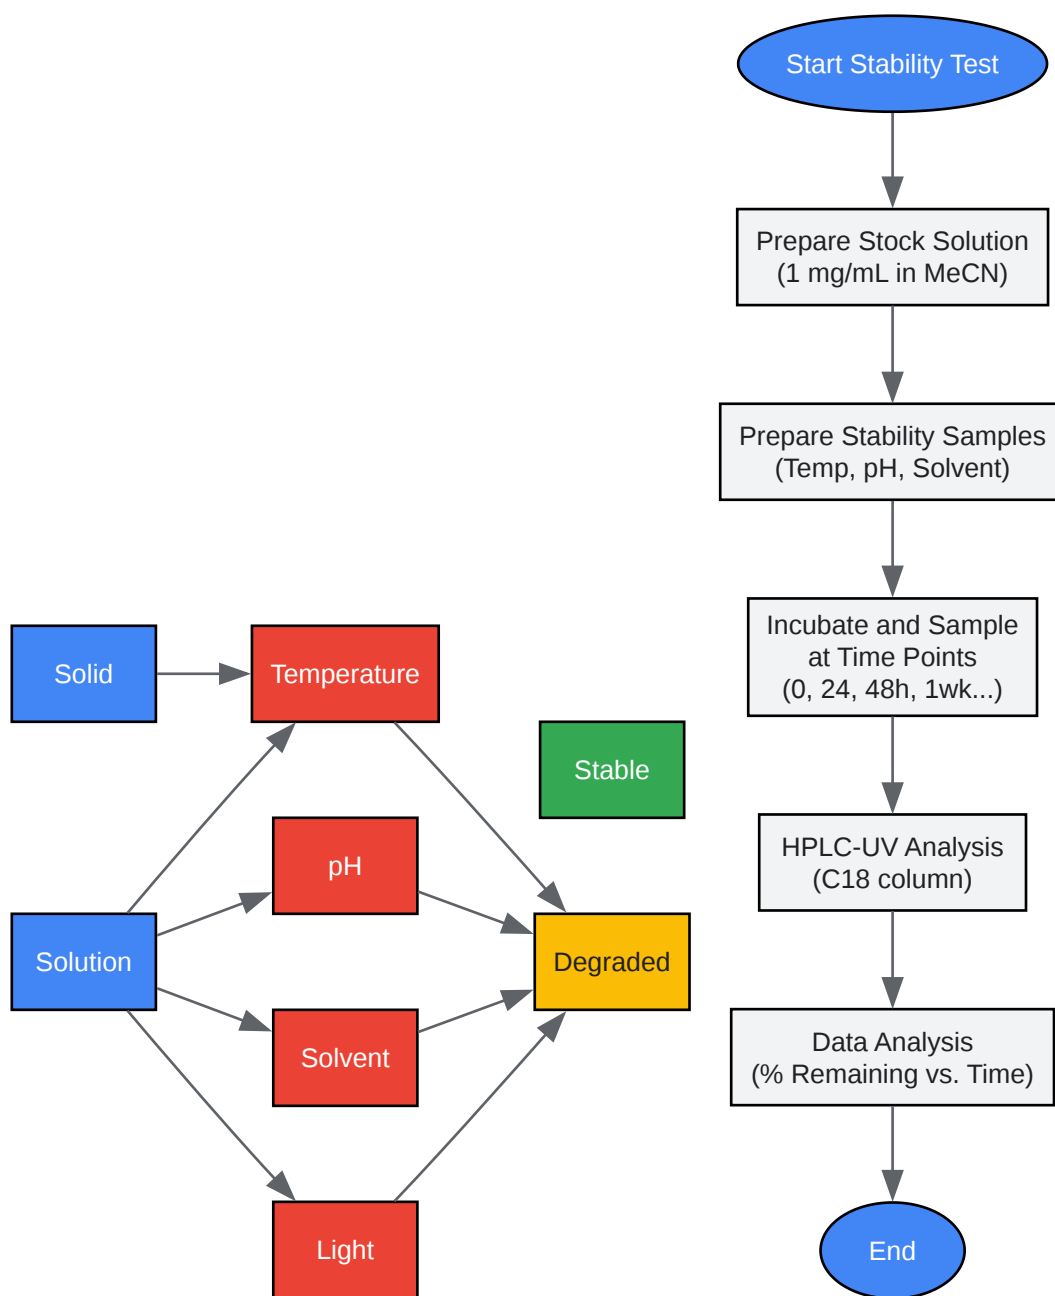 Start Stability Test
Prepare Stock Solution
(1 mg/mL in MeCN)
Prepare Stability Samples
(Temp, pH, Solvent)
Incubate and Sample
at Time Points
(0, 24, 48h, 1wk...)
HPLC-UV Analysis
(C18 column)
Data Analysis
(% Remaining vs. Time)
End
Solid
Temperature
Stable
pH
Solution
Degraded
Solvent
Light